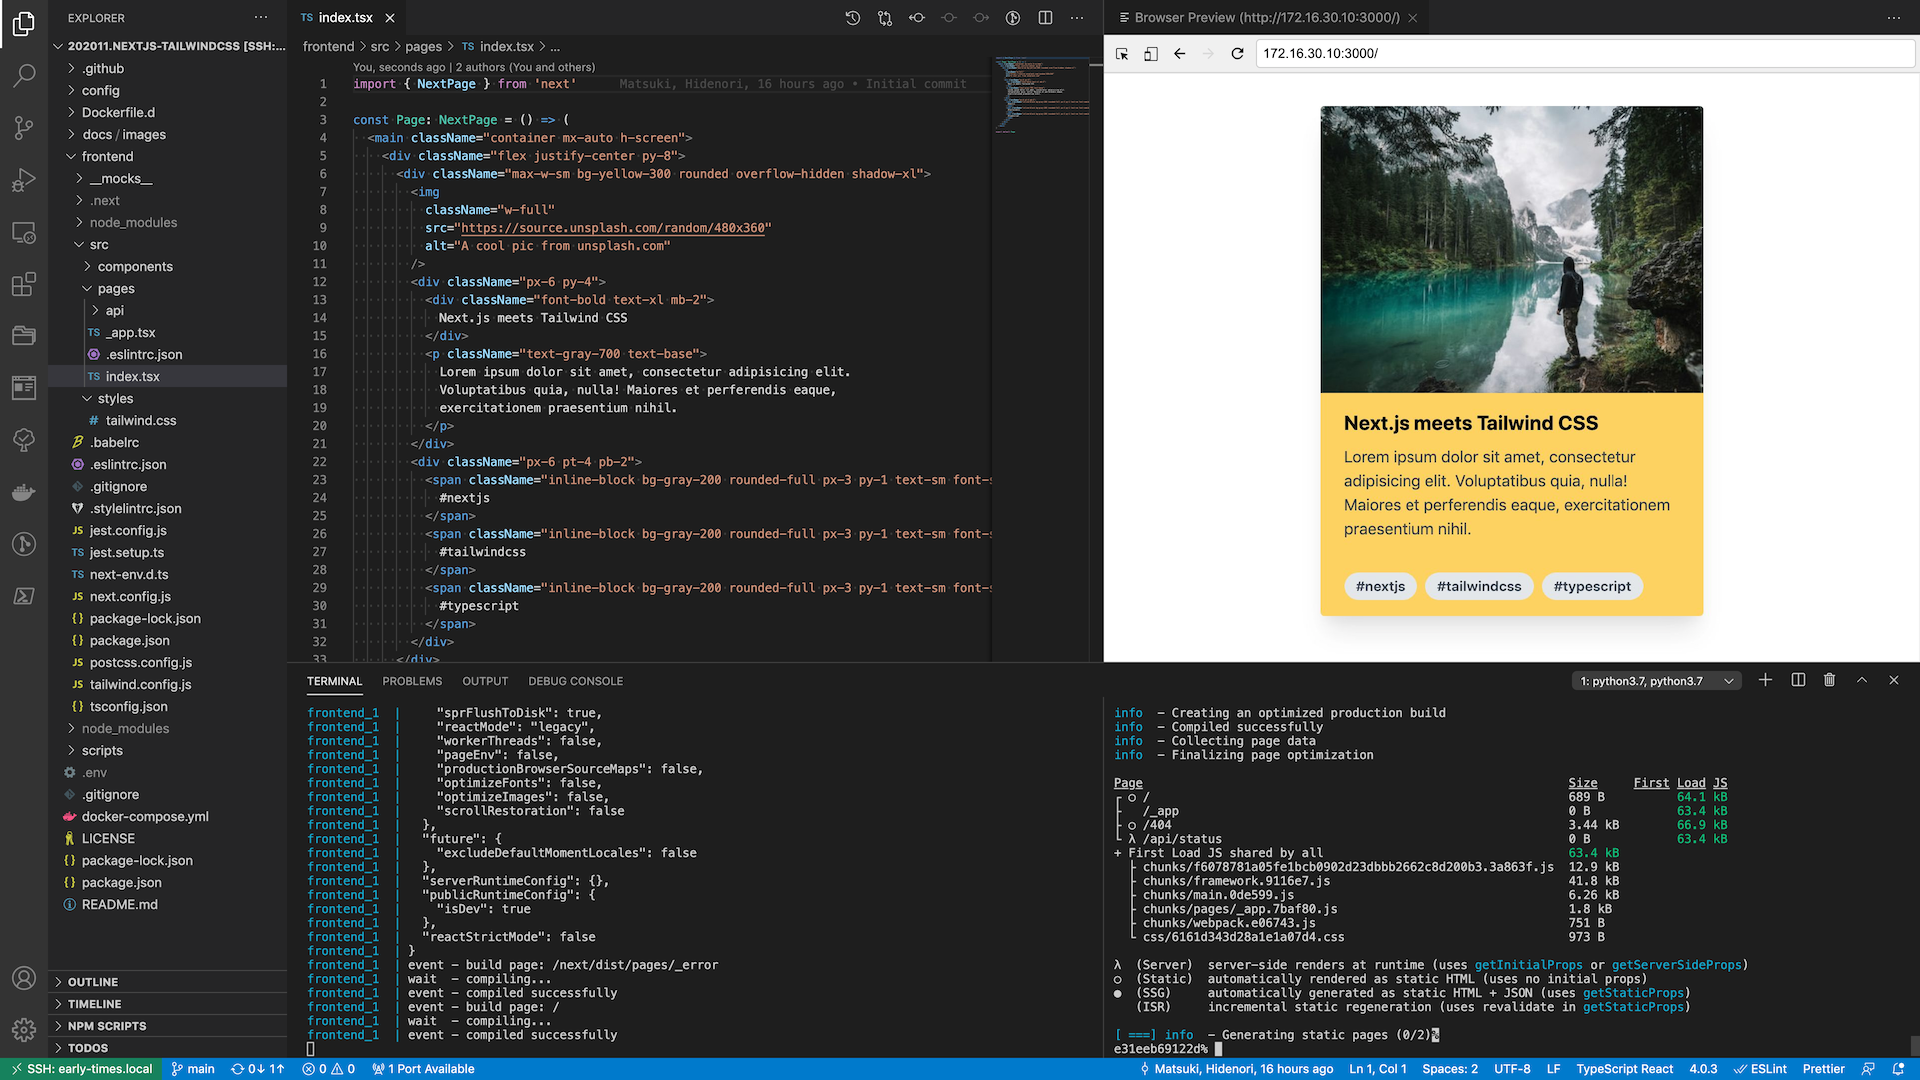 EXPLORER
202011.NEXTJS-TAILWINDCSS [SSH:...
.github
config
Dockerfile.d
docs / images
frontend
__mocks__
.next
node_modules
src
components
pages
api
TS _app.tsx
.eslintrc.json
TS index.tsx
styles
# tailwind.css
.babelrc
.eslintrc.json
.gitignore
.stylelintrc.json
JS jest.config.js
TS jest.setup.ts
TS next-env.d.ts
JS next.config.js
{} package-lock.json
{} package.json
JS postcss.config.js
JS tailwind.config.js
TS tsconfig.json
node_modules
scripts
.env
.gitignore
docker-compose.yml
LICENSE
{} package-lock.json
{} package.json
README.md
OUTLINE
TIMELINE
NPM SCRIPTS
TODOS
TS index.tsx
frontend > src > pages > TS index.tsx > ...
You, seconds ago | 2 authors (You and others)
1 import { NextPage } from 'next' Matsuki, Hidenori, 16 hours ago • Initial commit
2
3 const Page: NextPage = () => (
4 <main className="container mx-auto h-screen">
5 <div className="flex justify-center py-8">
6 <div className="max-w-sm bg-yellow-300 rounded overflow-hidden shadow-xl">
7 <img
8 className="w-full"
9 src="https://source.unsplash.com/random/480x360"
10 alt="A cool pic from unsplash.com"
11 />
12 <div className="px-6 py-4">
13 <div className="font-bold text-xl mb-2">
14 Next.js meets Tailwind CSS
15 </div>
16 <p className="text-gray-700 text-base">
17 Lorem ipsum dolor sit amet, consectetur adipisicing elit.
18 Voluptatibus quia, nulla! Maiores et perferendis eaque,
19 exercitationem praesentium nihil.
20 </p>
21 </div>
22 <div className="px-6 pt-4 pb-2">
23 <span className="inline-block bg-gray-200 rounded-full px-3 py-1 text-sm font-s
24 #nextjs
25 </span>
26 <span className="inline-block bg-gray-200 rounded-full px-3 py-1 text-sm font-s
27 #tailwindcss
28 </span>
29 <span className="inline-block bg-gray-200 rounded-full px-3 py-1 text-sm font-s
30 #typescript
31 </span>
32 </div>
33 </div>
Browser Preview (http://172.16.30.10:3000/)
172.16.30.10:3000/
Next.js meets Tailwind CSS
Lorem ipsum dolor sit amet, consectetur
adipisicing elit. Voluptatibus quia, nulla!
Maiores et perferendis eaque, exercitationem
praesentium nihil.
#nextjs #tailwindcss #typescript
TERMINAL PROBLEMS OUTPUT DEBUG CONSOLE
1: python3.7, python3.7
frontend_1 | "sprFlushToDisk": true,
frontend_1 | "reactMode": "legacy",
frontend_1 | "workerThreads": false,
frontend_1 | "pageEnv": false,
frontend_1 | "productionBrowserSourceMaps": false,
frontend_1 | "optimizeFonts": false,
frontend_1 | "optimizeImages": false,
frontend_1 | "scrollRestoration": false
frontend_1 | },
frontend_1 | "future": {
frontend_1 | "excludeDefaultMomentLocales": false
frontend_1 | },
frontend_1 | "serverRuntimeConfig": {},
frontend_1 | "publicRuntimeConfig": {
frontend_1 | "isDev": true
frontend_1 | },
frontend_1 | "reactStrictMode": false
frontend_1 | }
frontend_1 | event - build page: /next/dist/pages/_error
frontend_1 | wait - compiling...
frontend_1 | event - compiled successfully
frontend_1 | event - build page: /
frontend_1 | wait - compiling...
frontend_1 | event - compiled successfully
info - Creating an optimized production build
info - Compiled successfully
info - Collecting page data
info - Finalizing page optimization
Page Size First Load JS
┌ ○ / 689 B 64.1 kB
├ /_app 0 B 63.4 kB
├ ○ /404 3.44 kB 66.9 kB
└ λ /api/status 0 B 63.4 kB
+ First Load JS shared by all 63.4 kB
├ chunks/f6078781a05fe1bcb0902d23dbbb2662c8d200b3.3a863f.js 12.9 kB
├ chunks/framework.9116e7.js 41.8 kB
├ chunks/main.0de599.js 6.26 kB
├ chunks/pages/_app.7baf80.js 1.8 kB
├ chunks/webpack.e06743.js 751 B
└ css/6161d343d28a1e1a07d4.css 973 B
λ (Server) server-side renders at runtime (uses getInitialProps or getServerSideProps)
○ (Static) automatically rendered as static HTML (uses no initial props)
● (SSG) automatically generated as static HTML + JSON (uses getStaticProps)
(ISR) incremental static regeneration (uses revalidate in getStaticProps)
[ ===] info - Generating static pages (0/2)%
e31eeb69122d%
SSH: early-times.local main 0↓ 1↑ 0 0 1 Port Available Matsuki, Hidenori, 16 hours ago Ln 1, Col 1 Spaces: 2 UTF-8 LF TypeScript React 4.0.3 ESLint Prettier